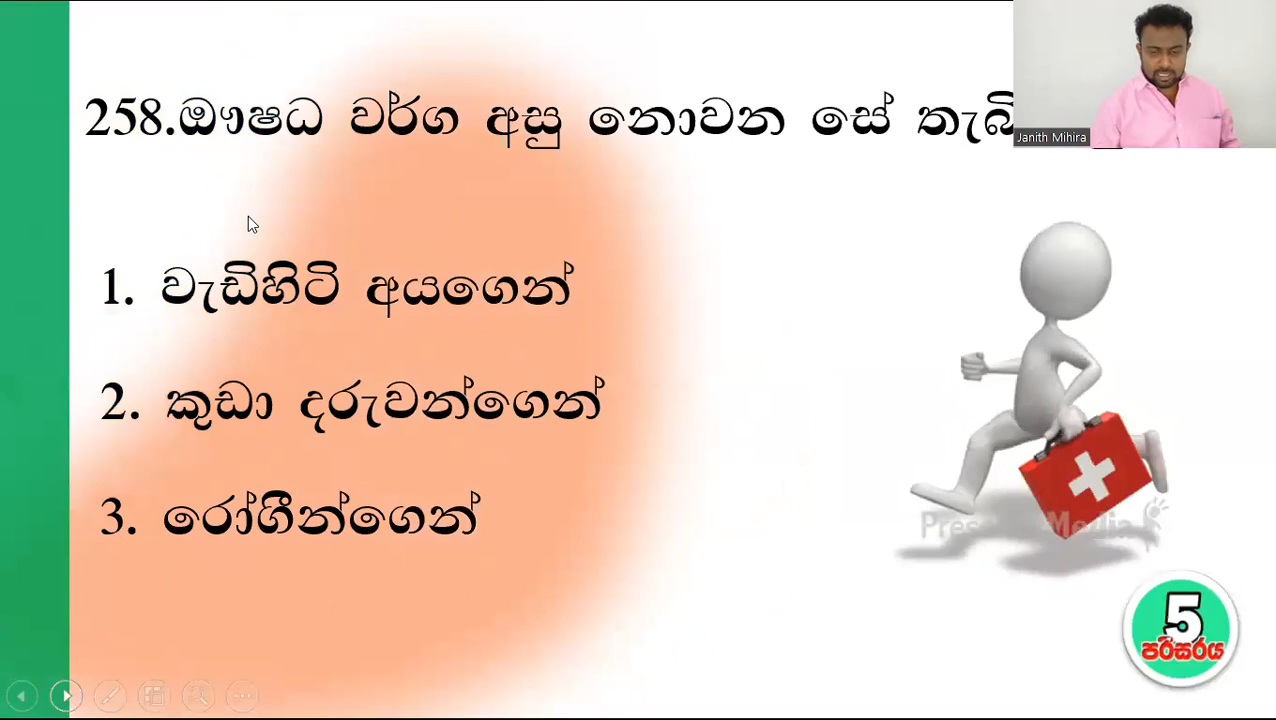 258.ඖෂධ වර්ග අසු නොවන සේ තැබි
Janith Mihira
1. වැඩිහිටි අයගෙන්
2. කුඩා දරුවන්ගෙන්
3. රෝගීන්ගෙන්
5
පරිසරය